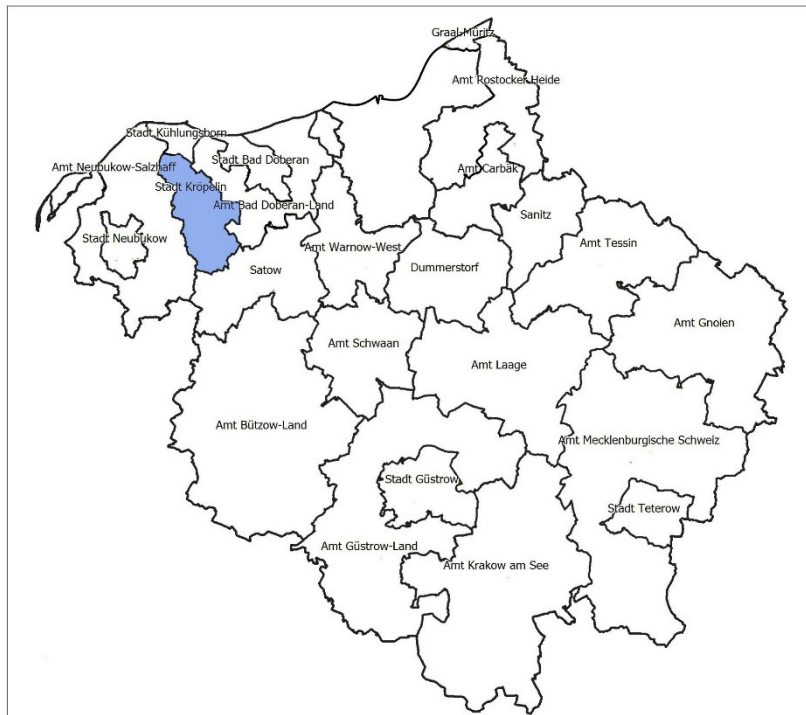 Graal-Müritz
Amt Rostocker Heide
Stadt Kühlungsborn
Stadt Bad Doberan
Amt Neubukow-Salzhaff
Amt Carbäk
Stadt Kröpelin
Amt Bad Doberan-Land
Sanitz
Stadt Neubukow
Amt Warnow-West
Amt Tessin
Satow
Dummerstorf
Amt Gnoien
Amt Schwaan
Amt Laage
Amt Bützow-Land
Amt Mecklenburgische Schweiz
Stadt Güstrow
Stadt Teterow
Amt Güstrow-Land
Amt Krakow am See